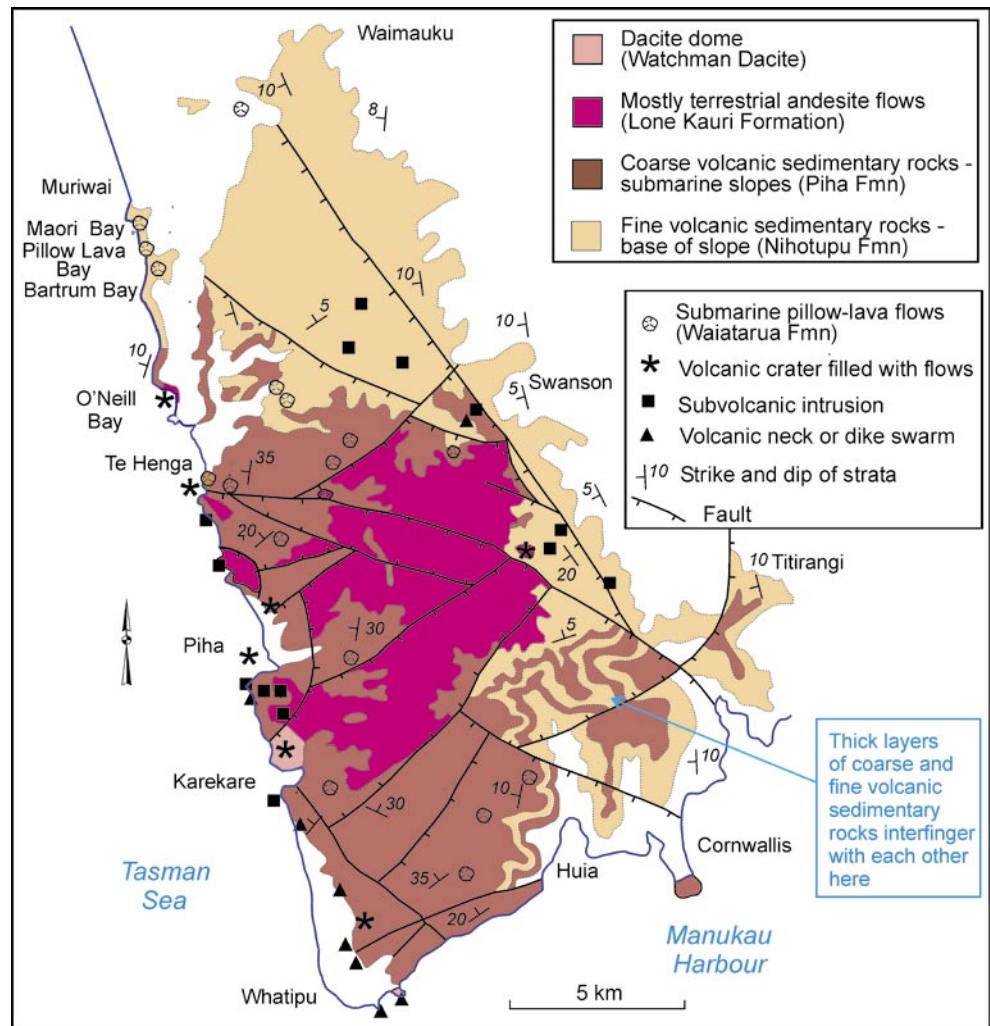 Waimauku
10
8
Muriwai
Maori Bay
Pillow Lava
Bay
Bartrum Bay
10
5
10
10
Swanson
5
O'Neill
Bay
Te Henga
35
5
20
20
10
Titirangi
Piha
30
5
10
Karekare
30
10
Cornwallis
Huia
35
20
Whatipu
Tasman
Sea
Manukau
Harbour
5 km
Dacite dome
(Watchman Dacite)
Mostly terrestrial andesite flows
(Lone Kauri Formation)
Coarse volcanic sedimentary rocks -
submarine slopes (Piha Fmn)
Fine volcanic sedimentary rocks -
base of slope (Nihotupu Fmn)
Submarine pillow-lava flows
(Waiatarua Fmn)
Volcanic crater filled with flows
Subvolcanic intrusion
Volcanic neck or dike swarm
10 Strike and dip of strata
Fault
Thick layers
of coarse and
fine volcanic
sedimentary
rocks interfinger
with each other
here